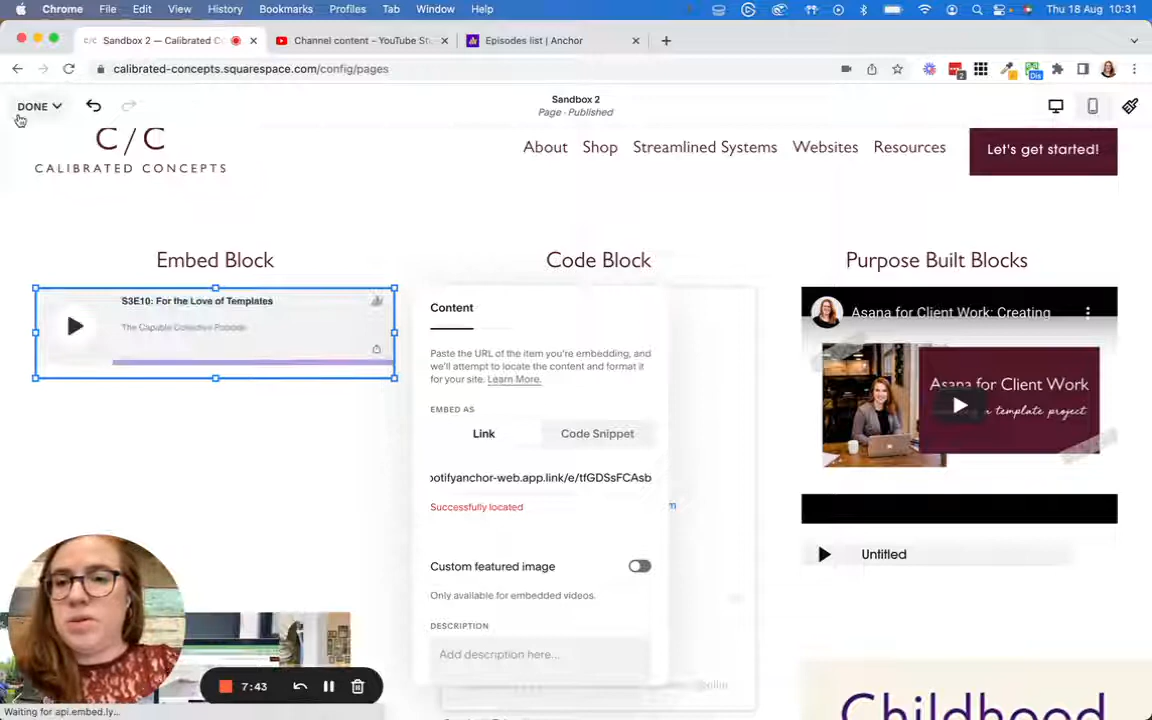 Chrome File Edit View History Bookmarks Profiles Tab Window Help Thu 18 Aug 10:31
C/C Sandbox 2 — Calibrated Co Channel content – YouTube Stu Episodes list | Anchor
calibrated-concepts.squarespace.com/config/pages
DONE
Sandbox 2
Page · Published
C/C
CALIBRATED CONCEPTS
About Shop Streamlined Systems Websites Resources Let's get started!
Embed Block
Code Block
Purpose Built Blocks
S3E10: For the Love of Templates
The Capable Collective Podcast
Content
Paste the URL of the item you're embedding, and
we'll attempt to locate the content and format it
for your site. Learn More.
EMBED AS
Link Code Snippet
potifyanchor-web.app.link/e/tfGDSsFCAsb
Successfully located
m
Custom featured image
Only available for embedded videos.
DESCRIPTION
Add description here...
Asana for Client Work: Creating
Asana for Client Work
template project
Untitled
Childhood
7:43
Waiting for api.embed.ly...